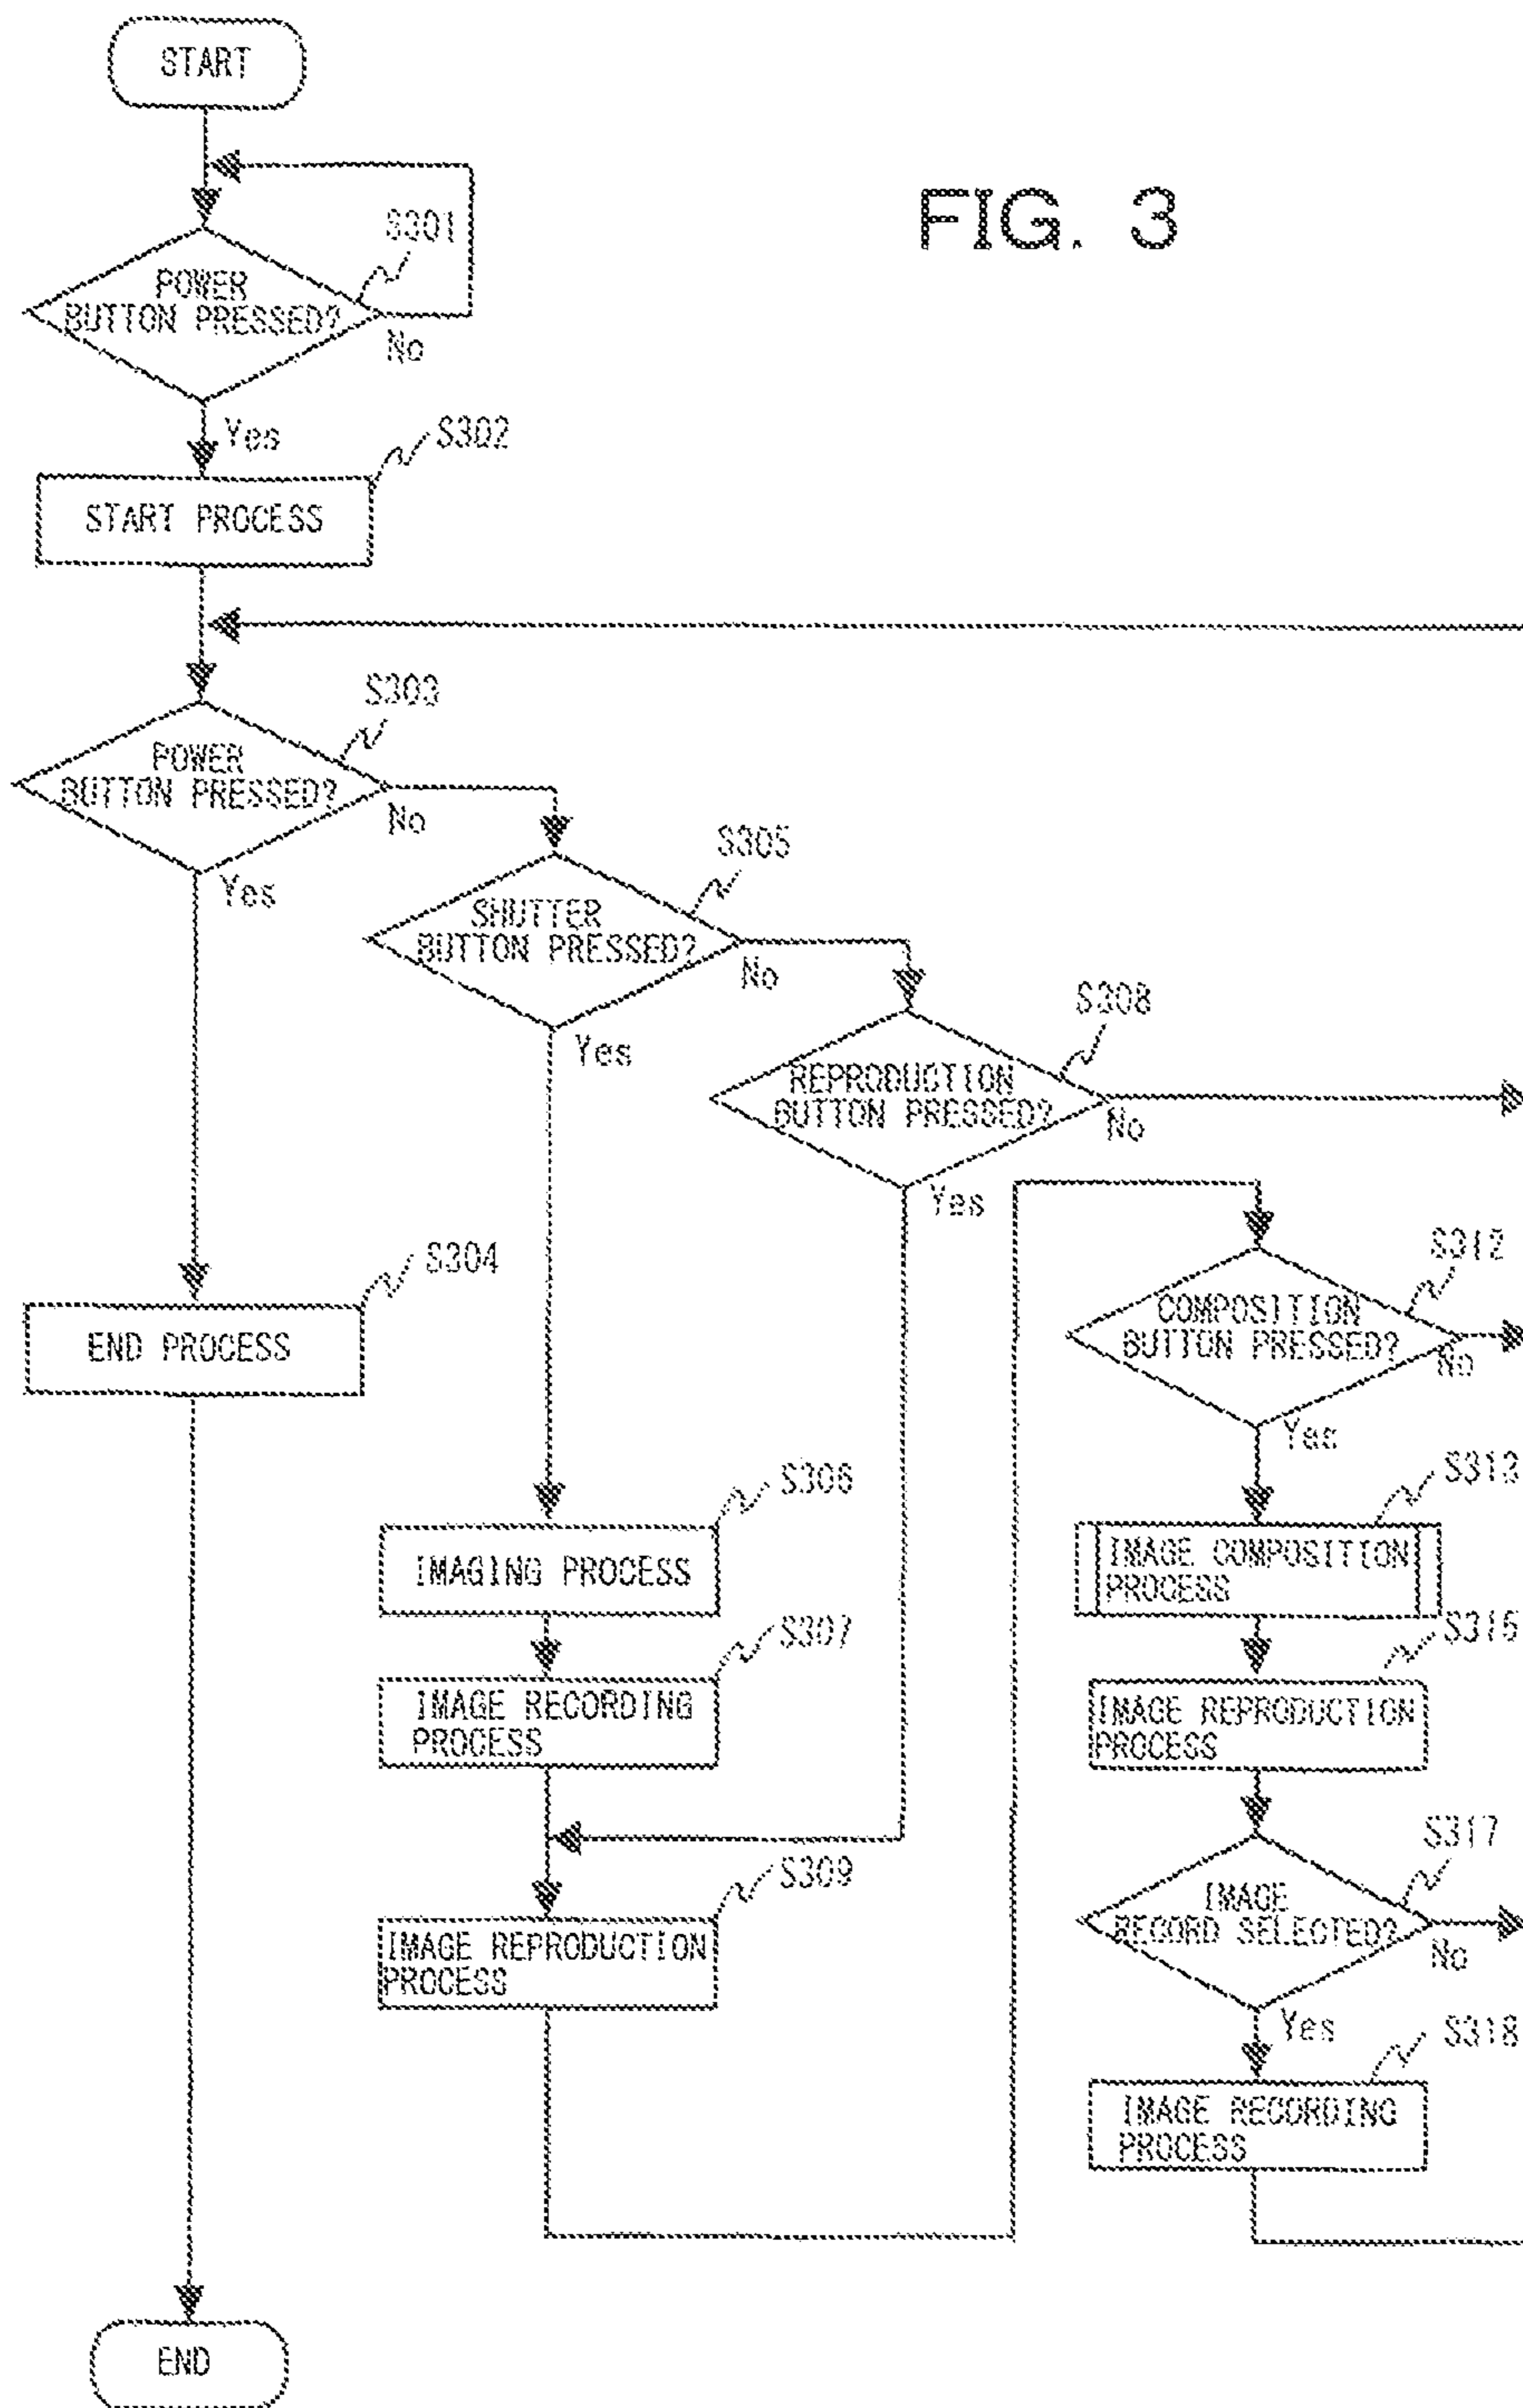 START
FIG. 3
S301
POWER
BUTTON PRESSED?
No
Yes
S302
START PROCESS
S303
POWER
BUTTON PRESSED?
No
Yes
S305
SHUTTER
BUTTON PRESSED?
No
Yes
S308
REPRODUCTION
BUTTON PRESSED?
No
Yes
S304
END PROCESS
S312
COMPOSITION
BUTTON PRESSED?
No
Yes
S306
IMAGING PROCESS
S313
IMAGE COMPOSITION
PROCESS
S307
IMAGE RECORDING
PROCESS
S316
IMAGE REPRODUCTION
PROCESS
S309
IMAGE REPRODUCTION
PROCESS
S317
IMAGE
RECORD SELECTED?
No
Yes
S318
IMAGE RECORDING
PROCESS
END